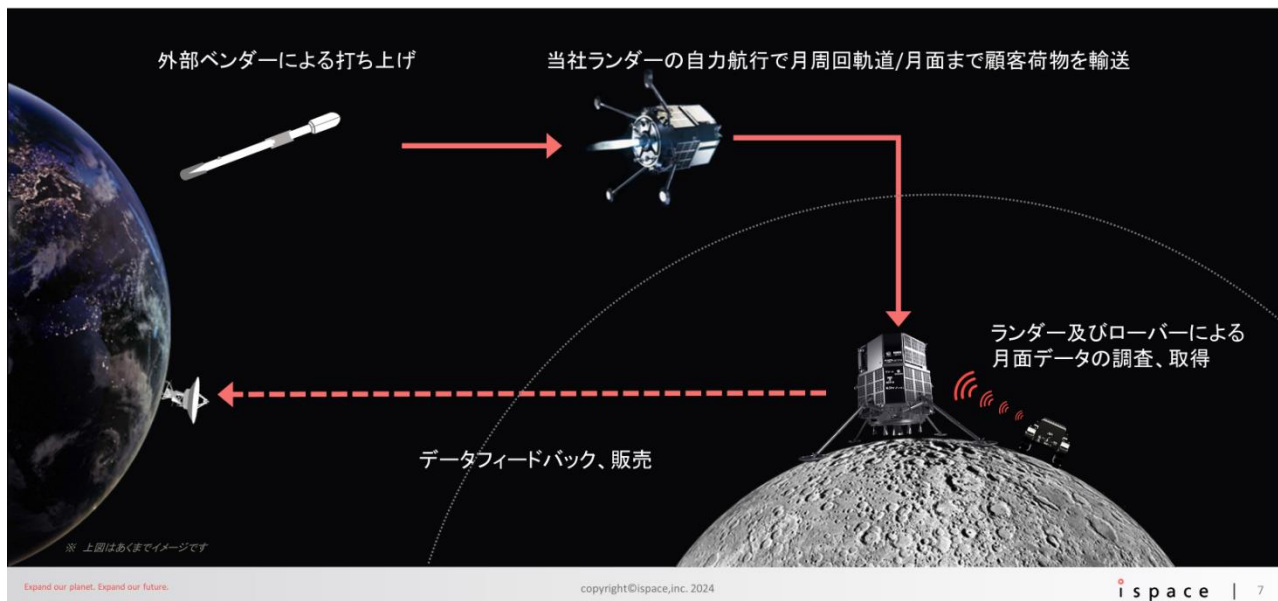 外部ベンダーによる打ち上げ
当社ランダーの自力航行で月周回軌道/月面まで顧客荷物を輸送
ランダー及びローバーによる
月面データの調査、取得
データフィードバック、販売
※ 上図はあくまでイメージです
Expand our planet. Expand our future.
copyright©ispace,inc. 2024
ispace | 7